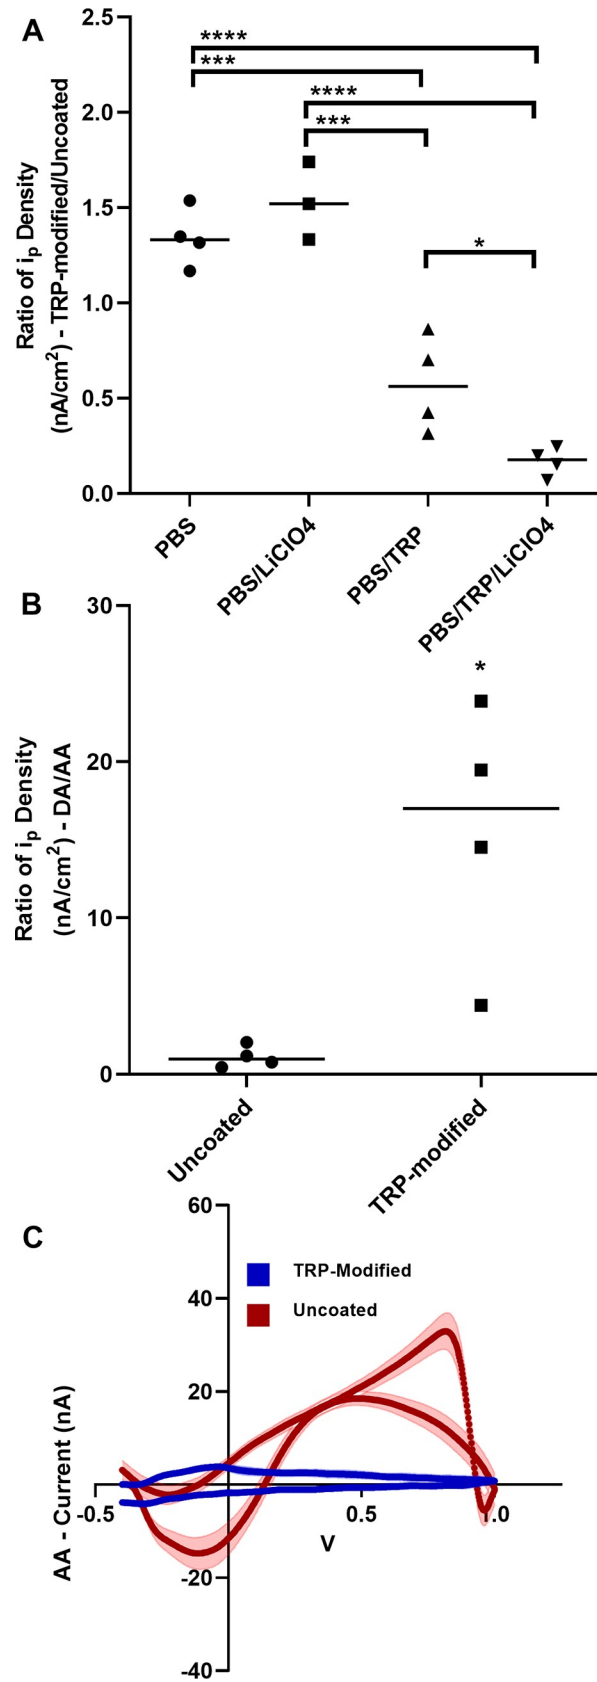 A
Ratio of ip Density
(nA/cm2) - TRP-modified/Uncoated
2.5
2.0
1.5
1.0
0.5
0.0
****
***
****
***
*
PBS
PBS/LiClO4
PBS/TRP
PBS/TRP/LiClO4
B
Ratio of ip Density
(nA/cm2) - DA/AA
30
20
10
0
*
Uncoated
TRP-modified
C
AA - Current (nA)
60
40
20
-20
-40
TRP-Modified
Uncoated
-0.5
0.5
1.0
V